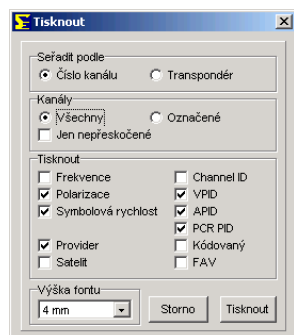 Tisknout
Seřadit podle
Číslo kanálu Transpondér
Kanály
Všechny Označené
Jen nepřeskočené
Tisknout
Frekvence Channel ID
Polarizace VPID
Symbolová rychlost APID
PCR PID
Provider Kódovaný
Satelit FAV
Výška fontu
4 mm Storno Tisknout